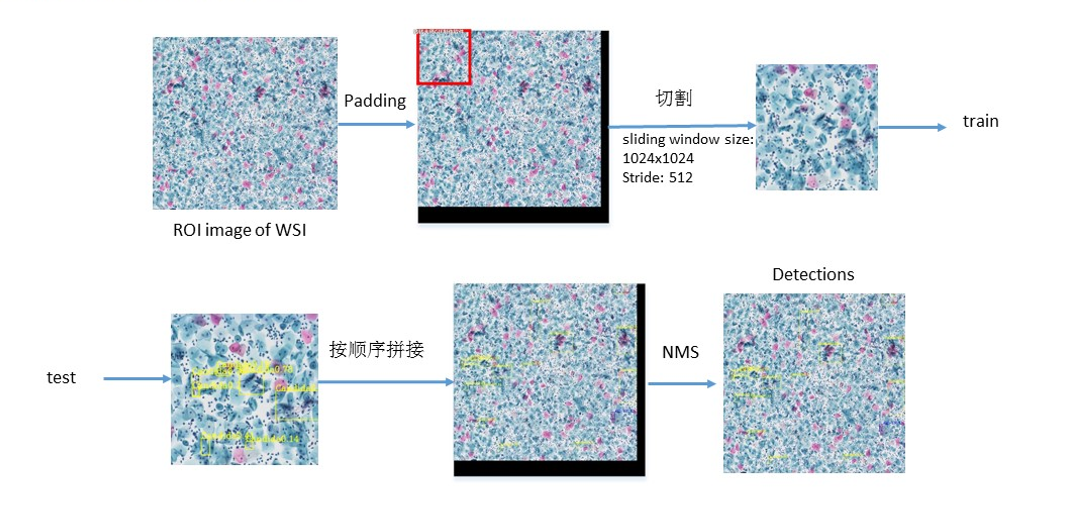 Padding
切割
sliding window size:
1024x1024
Stride: 512
train
ROI image of WSI
Detections
test
按顺序拼接
NMS